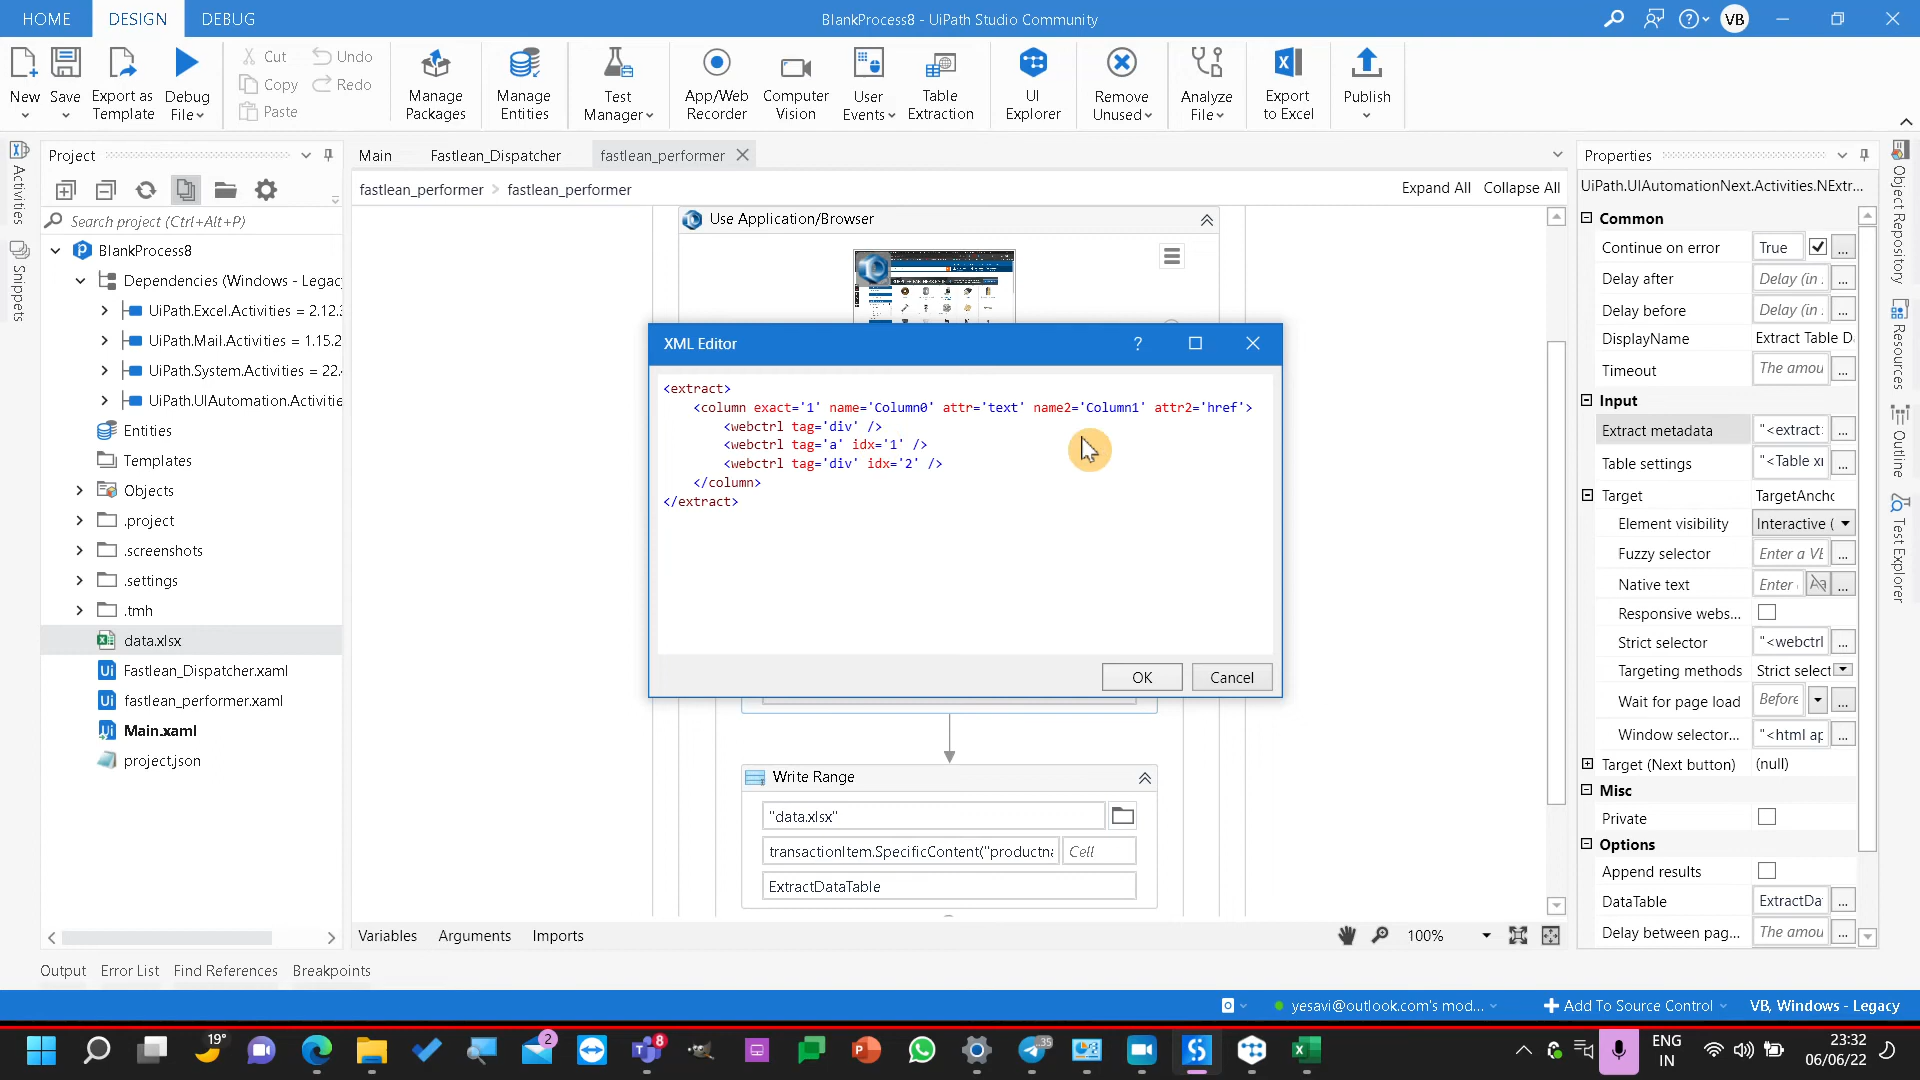 HOME
DESIGN
DEBUG
BlankProcess8 - UiPath Studio Community
VB
New
Save
Export as Template
Debug File
Cut
Copy
Paste
Undo
Redo
Manage Packages
Manage Entities
Test Manager
App/Web Recorder
Computer Vision
User Events
Table Extraction
UI Explorer
Remove Unused
Analyze File
Export to Excel
Publish
Activities
Snippets
Project
Search project (Ctrl+Alt+P)
BlankProcess8
Dependencies (Windows - Legac
UiPath.Excel.Activities = 2.12.3
UiPath.Mail.Activities = 1.15.2
UiPath.System.Activities = 22.4
UiPath.UIAutomation.Activitie
Entities
Templates
Objects
.project
.screenshots
.settings
.tmh
data.xlsx
Fastlean_Dispatcher.xaml
fastlean_performer.xaml
Main.xaml
project.json
Main
Fastlean_Dispatcher
fastlean_performer
fastlean_performer > fastlean_performer
Expand All
Collapse All
Use Application/Browser
XML Editor
?
<extract>
<column exact='1' name='Column0' attr='text' name2='Column1' attr2='href'>
<webctrl tag='div' />
<webctrl tag='a' idx='1' />
<webctrl tag='div' idx='2' />
</column>
</extract>
OK
Cancel
Write Range
"data.xlsx"
transactionItem.SpecificContent("productna
Cell
ExtractDataTable
Variables
Arguments
Imports
100%
Properties
UiPath.UIAutomationNext.Activities.NExtr...
Common
Continue on error True ...
Delay after Delay (in . ...
Delay before Delay (in . ...
DisplayName Extract Table D
Timeout The amou ...
Input
Extract metadata "<extract: ...
Table settings "<Table xr ...
Target TargetAnchc
Element visibility Interactive (
Fuzzy selector Enter a VE ...
Native text Enter ...
Responsive webs...
Strict selector "<webctrl ...
Targeting methods Strict select
Wait for page load Before ...
Window selector... "<html ap ...
Target (Next button) (null)
Misc
Private
Options
Append results
DataTable ExtractDa ...
Delay between pag... The amou ...
Object Repository
Resources
Outline
Test Explorer
Output
Error List
Find References
Breakpoints
yesavi@outlook.com's mod...
Add To Source Control
VB, Windows - Legacy
19°
2
8
ENG
IN
23:32
06/06/22